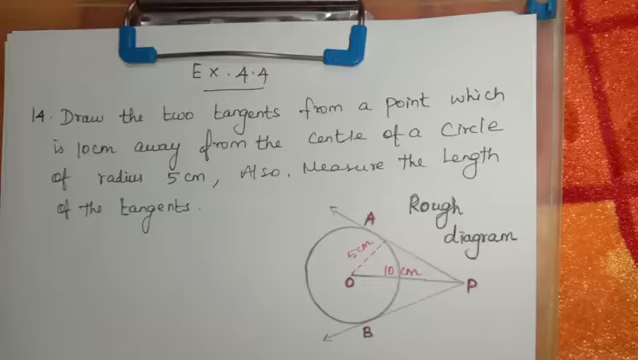 Ex. 4.4
14. Draw the two tangents from a point which
is 10cm away from the centle of a circle
of radius 5cm, Also. Measure the Length
of the tangents.
Rough
diagram
A
5cm
10 cm
O
P
B